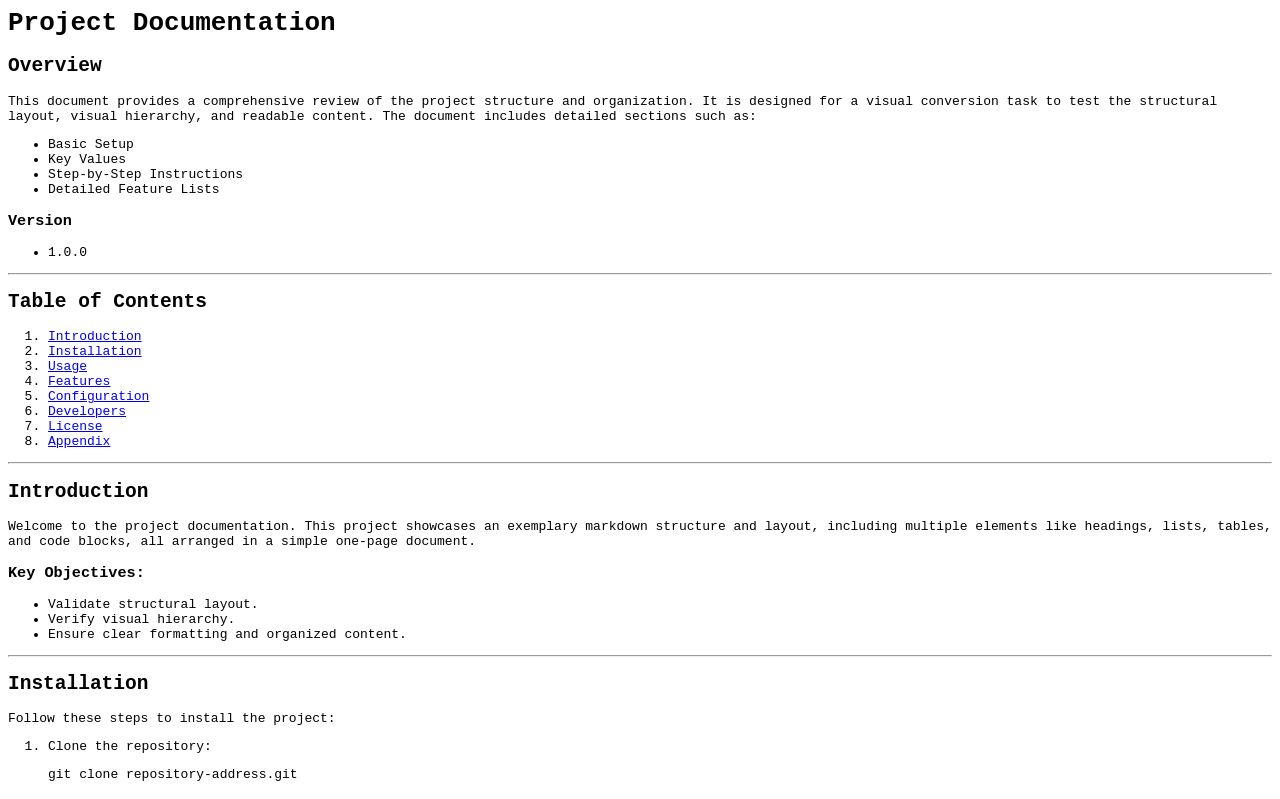 Project Documentation
Overview
This document provides a comprehensive review of the project structure and organization. It is designed for a visual conversion task to test the structural
layout, visual hierarchy, and readable content. The document includes detailed sections such as:
• Basic Setup
• Key Values
• Step-by-Step Instructions
• Detailed Feature Lists
Version
• 1.0.0
Table of Contents
1. Introduction
2. Installation
3. Usage
4. Features
5. Configuration
6. Developers
7. License
8. Appendix
Introduction
Welcome to the project documentation. This project showcases an exemplary markdown structure and layout, including multiple elements like headings, lists, tables,
and code blocks, all arranged in a simple one-page document.
Key Objectives:
• Validate structural layout.
• Verify visual hierarchy.
• Ensure clear formatting and organized content.
Installation
Follow these steps to install the project:
1. Clone the repository:
git clone repository-address.git